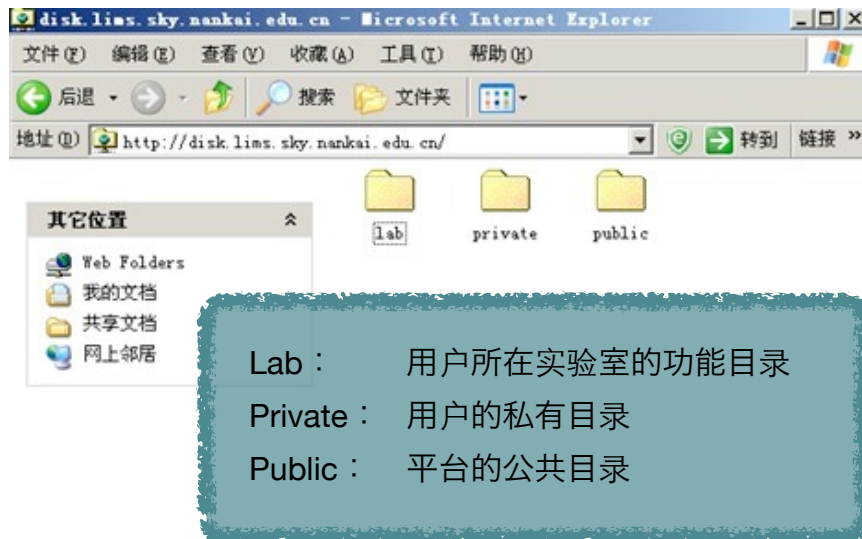 disk.lims.sky.nankai.edu.cn - Microsoft Internet Explorer
文件(F) 编辑(E) 查看(V) 收藏(A) 工具(T) 帮助(H)
后退 搜索 文件夹
地址(D) http://disk.lims.sky.nankai.edu.cn/ 转到 链接 »
其它位置
lab private public
Web Folders
我的文档
共享文档
网上邻居
Lab： 用户所在实验室的功能目录
Private： 用户的私有目录
Public： 平台的公共目录